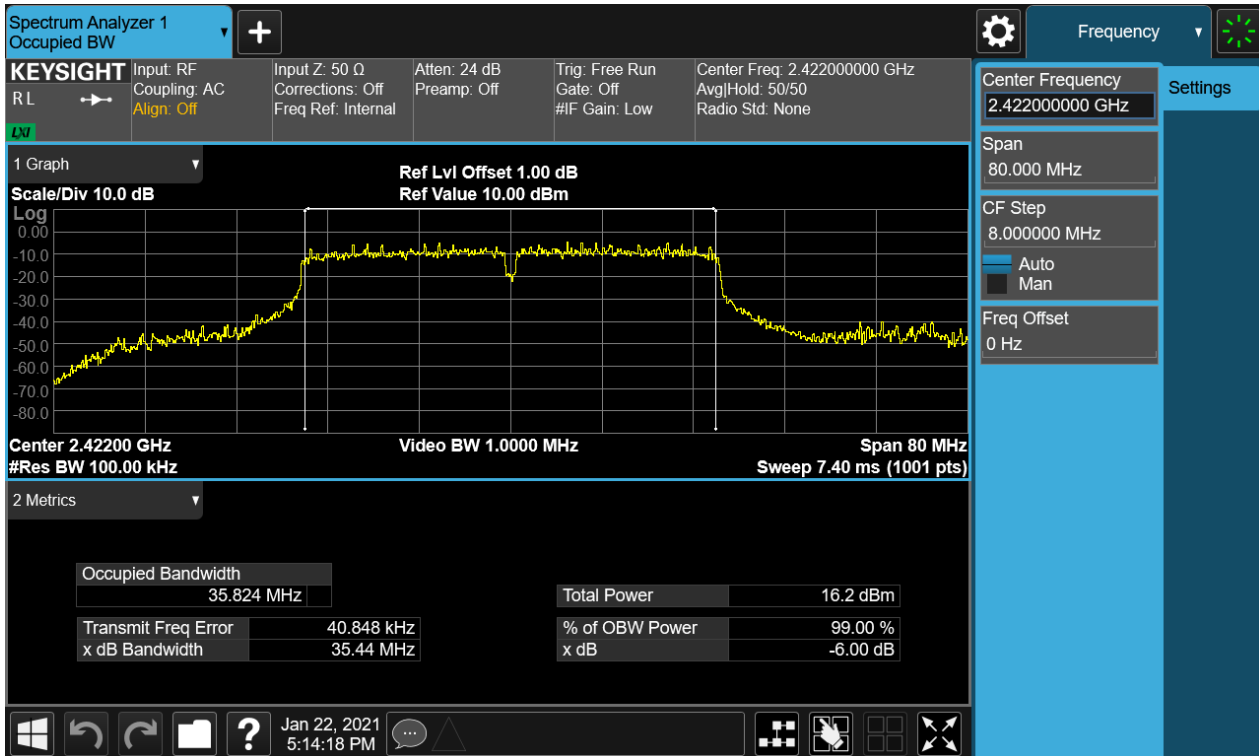 Spectrum Analyzer 1
Occupied BW
+
Frequency
KEYSIGHT
R L
LXI
Input: RF
Coupling: AC
Align: Off
Input Z: 50 Ω
Corrections: Off
Freq Ref: Internal
Atten: 24 dB
Preamp: Off
Trig: Free Run
Gate: Off
#IF Gain: Low
Center Freq: 2.422000000 GHz
Avg|Hold: 50/50
Radio Std: None
Center Frequency
2.422000000 GHz
Settings
Span
80.000 MHz
CF Step
8.000000 MHz
Auto
Man
Freq Offset
0 Hz
1 Graph
Scale/Div 10.0 dB
Ref Lvl Offset 1.00 dB
Ref Value 10.00 dBm
Log
0.00
-10.0
-20.0
-30.0
-40.0
-50.0
-60.0
-70.0
-80.0
Center 2.42200 GHz
#Res BW 100.00 kHz
Video BW 1.0000 MHz
Span 80 MHz
Sweep 7.40 ms (1001 pts)
2 Metrics
Occupied Bandwidth
35.824 MHz
Transmit Freq Error 40.848 kHz
x dB Bandwidth 35.44 MHz
Total Power 16.2 dBm
% of OBW Power 99.00 %
x dB -6.00 dB
?
Jan 22, 2021
5:14:18 PM